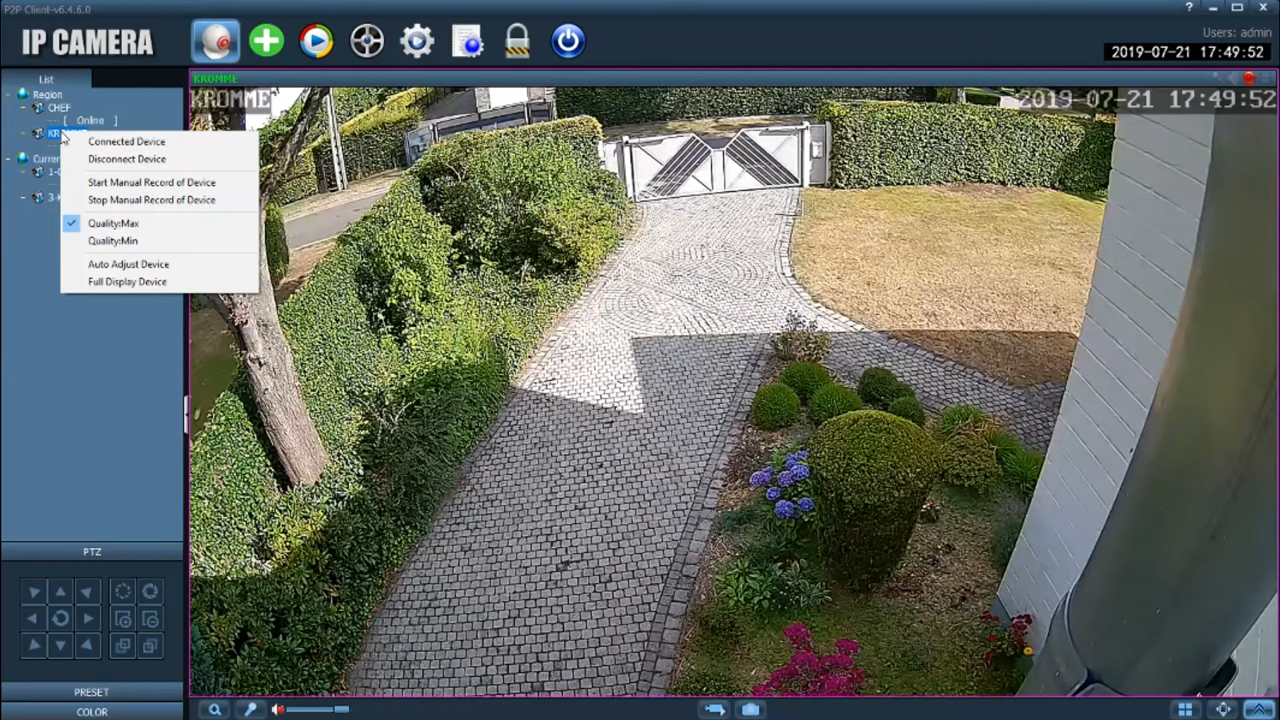 P2P Client-v6.4.6.0
IP CAMERA
Users: admin
2019-07-21 17:49:52
List
KROMME
Region
CHEF
[ Online ]
Connected Device
Disconnect Device
Start Manual Record of Device
Stop Manual Record of Device
Quality:Max
Quality:Min
Auto Adjust Device
Full Display Device
KROMME
2019-07-21 17:49:52
PTZ
PRESET
COLOR